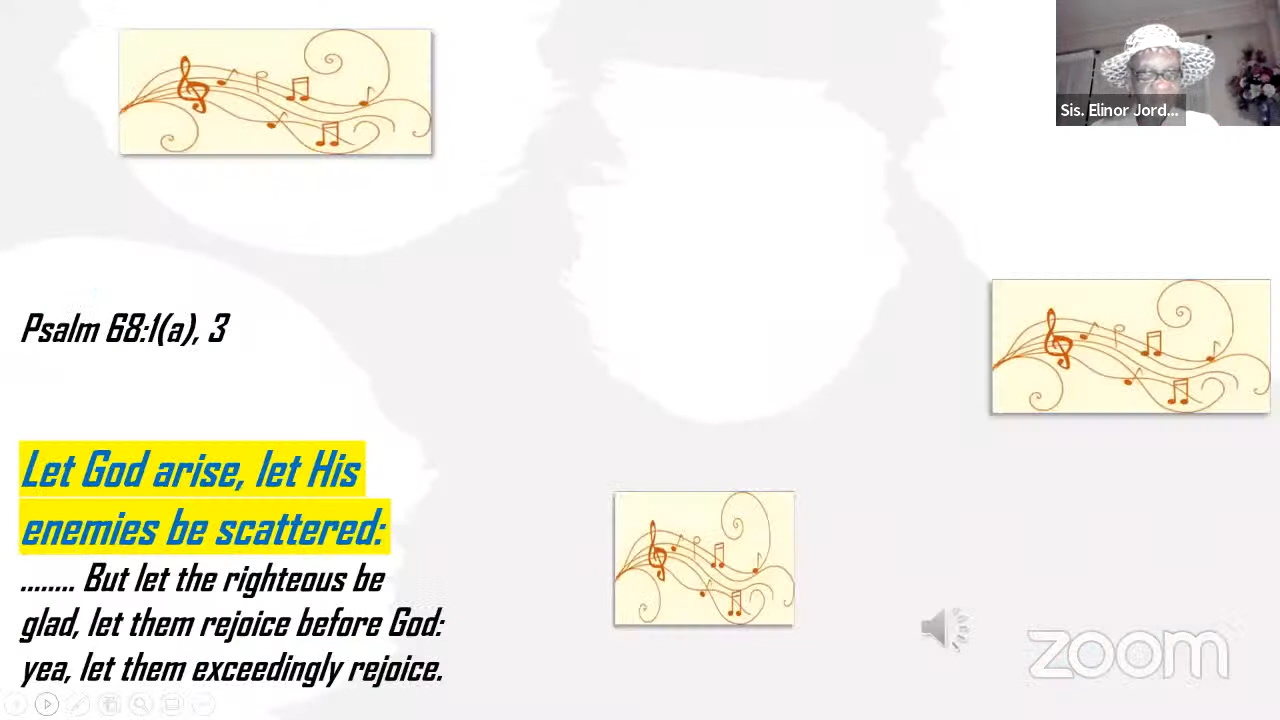 Sis. Elinor Jord...
Psalm 68:1(a), 3
Let God arise, let His
enemies be scattered:
........ But let the righteous be
glad, let them rejoice before God:
yea, let them exceedingly rejoice.
zoom